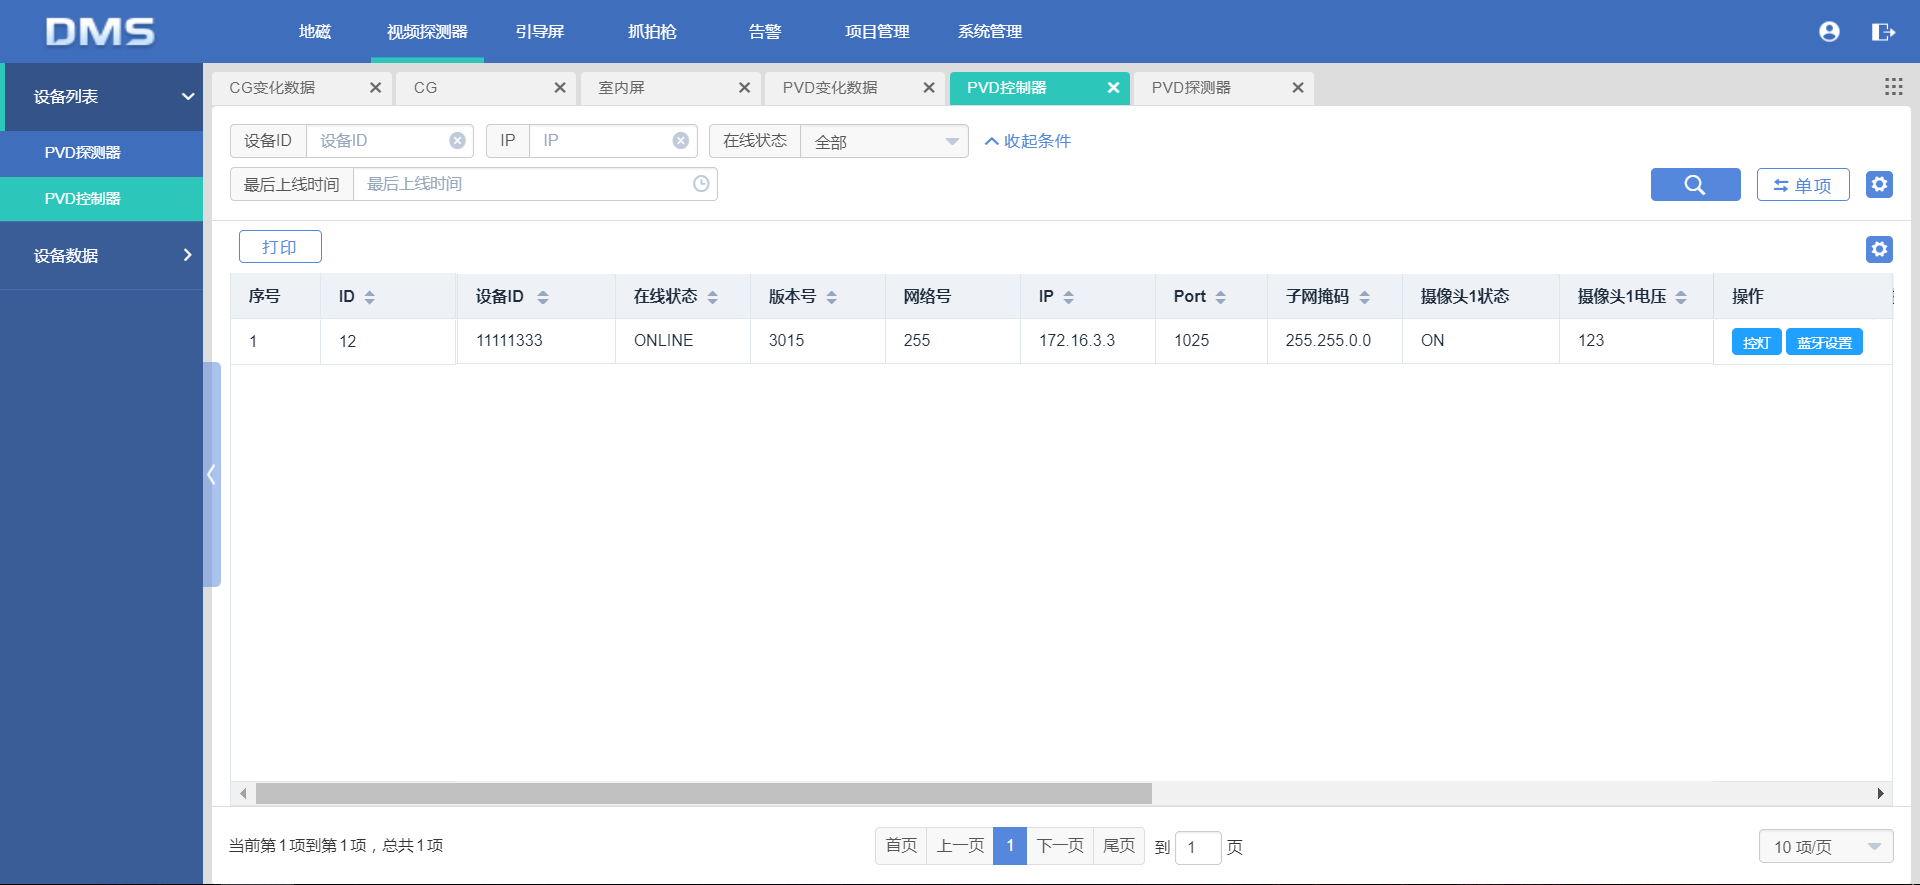 DMS
地磁
视频探测器
引导屏
抓拍枪
告警
项目管理
系统管理
设备列表
PVD探测器
PVD控制器
设备数据
CG变化数据
CG
室内屏
PVD变化数据
PVD控制器
PVD探测器
设备ID 设备ID
IP IP
在线状态 全部
收起条件
最后上线时间 最后上线时间
单项
打印
序号 ID 设备ID 在线状态 版本号 网络号 IP Port 子网掩码 摄像头1状态 摄像头1电压 操作
1 12 11111333 ONLINE 3015 255 172.16.3.3 1025 255.255.0.0 ON 123 控灯 蓝牙设置
当前第1项到第1项，总共1项
首页 上一页 1 下一页 尾页 到 1 页
10 项/页